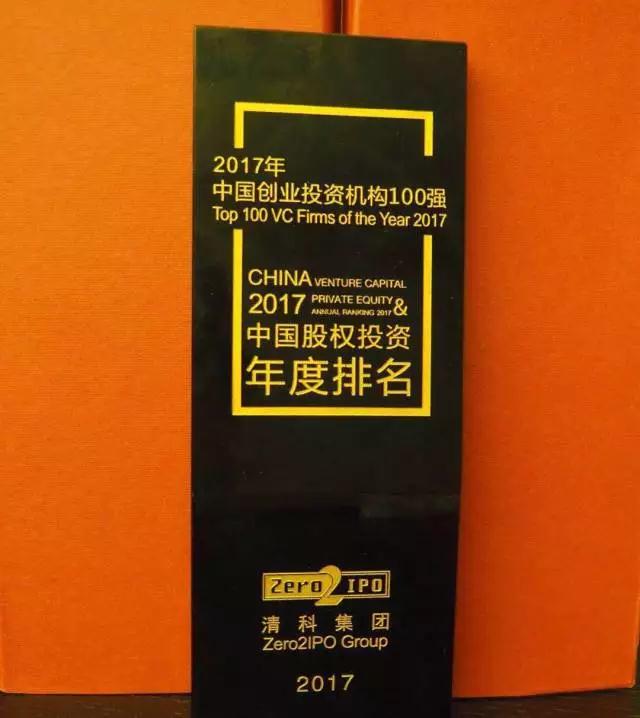 2017年
中国创业投资机构100强
Top 100 VC Firms of the Year 2017
CHINA VENTURE CAPITAL
2017 PRIVATE EQUITY &
ANNUAL RANKING 2017
中国股权投资
年度排名
Zero2IPO
清科集团
Zero2IPO Group
2017